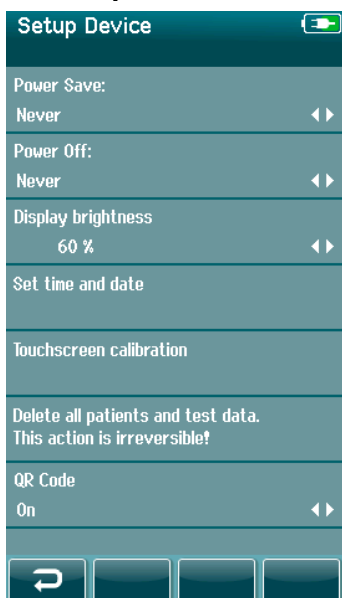 Setup Device
Power Save:
Never
Power Off:
Never
Display brightness
60 %
Set time and date
Touchscreen calibration
Delete all patients and test data.
This action is irreversible!
QR Code
On